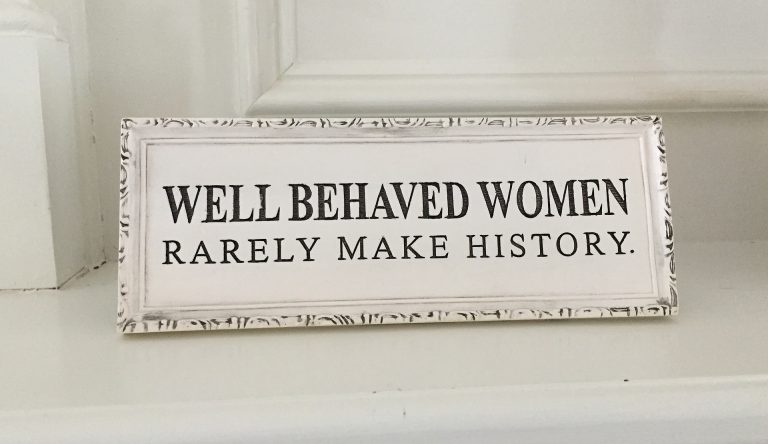 WELL BEHAVED WOMEN
RARELY MAKE HISTORY.